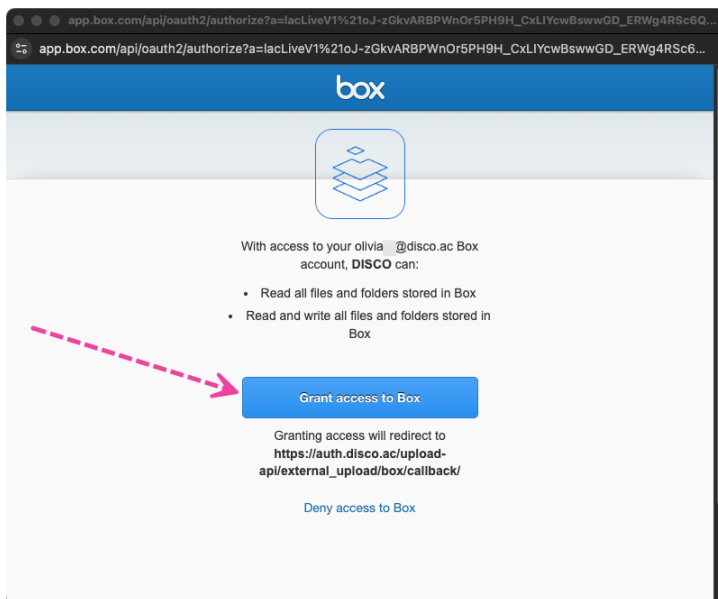 app.box.com/api/oauth2/authorize?a=lacLiveV1%21oJ-zGkvARBPWnOr5PH9H_CxLIYcwBswwGD_ERWg4RSc6Q...
app.box.com/api/oauth2/authorize?a=lacLiveV1%21oJ-zGkvARBPWnOr5PH9H_CxLIYcwBswwGD_ERWg4RSc6...
box
With access to your olivia @disco.ac Box
account, DISCO can:
• Read all files and folders stored in Box
• Read and write all files and folders stored in
Box
Grant access to Box
Granting access will redirect to
https://auth.disco.ac/upload-
api/external_upload/box/callback/
Deny access to Box